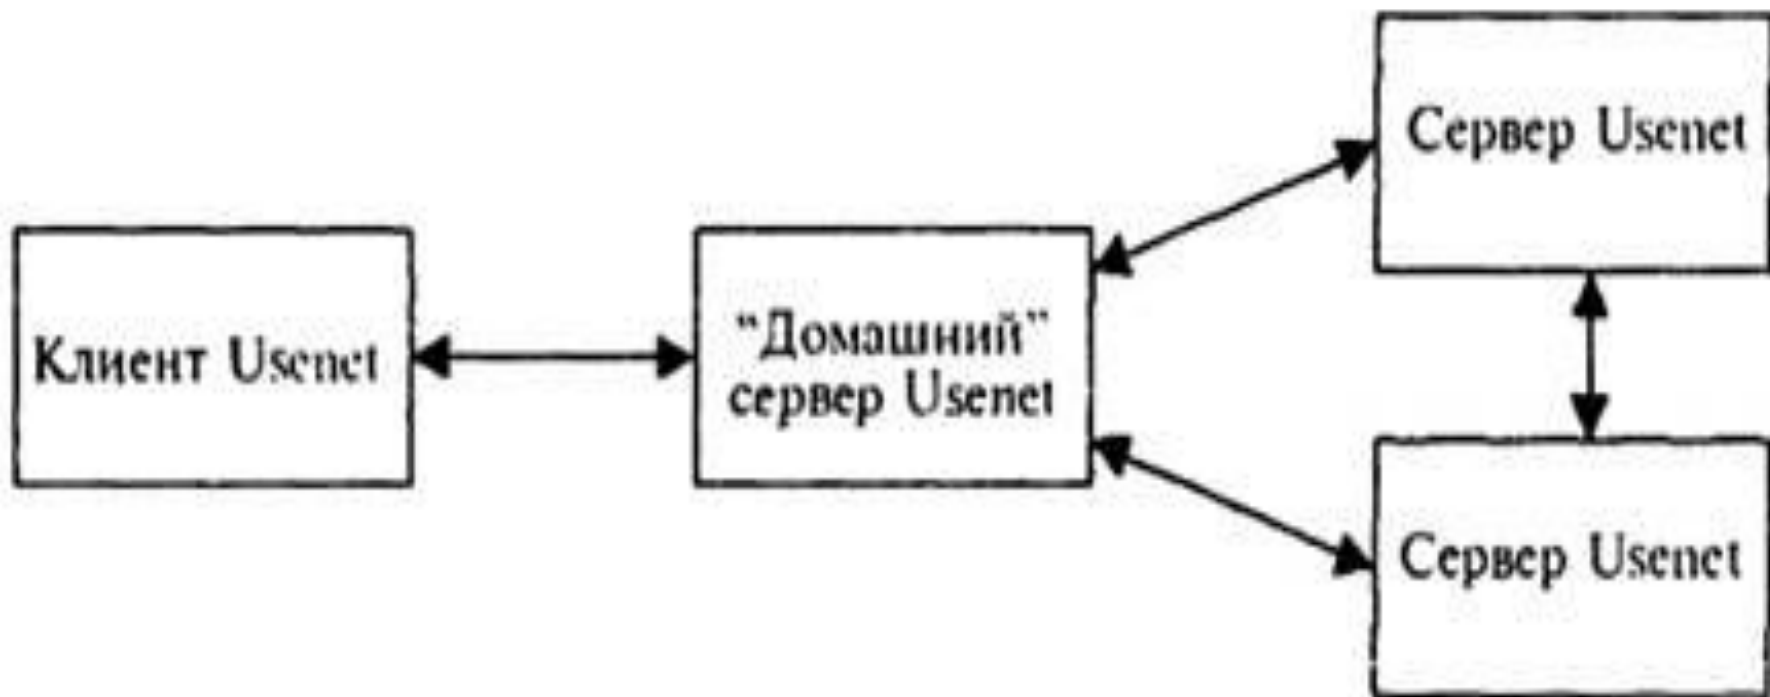 Сервер Usenet
Клиент Usenet
“Домашний”
сервер Usenet
Сервер Usenet